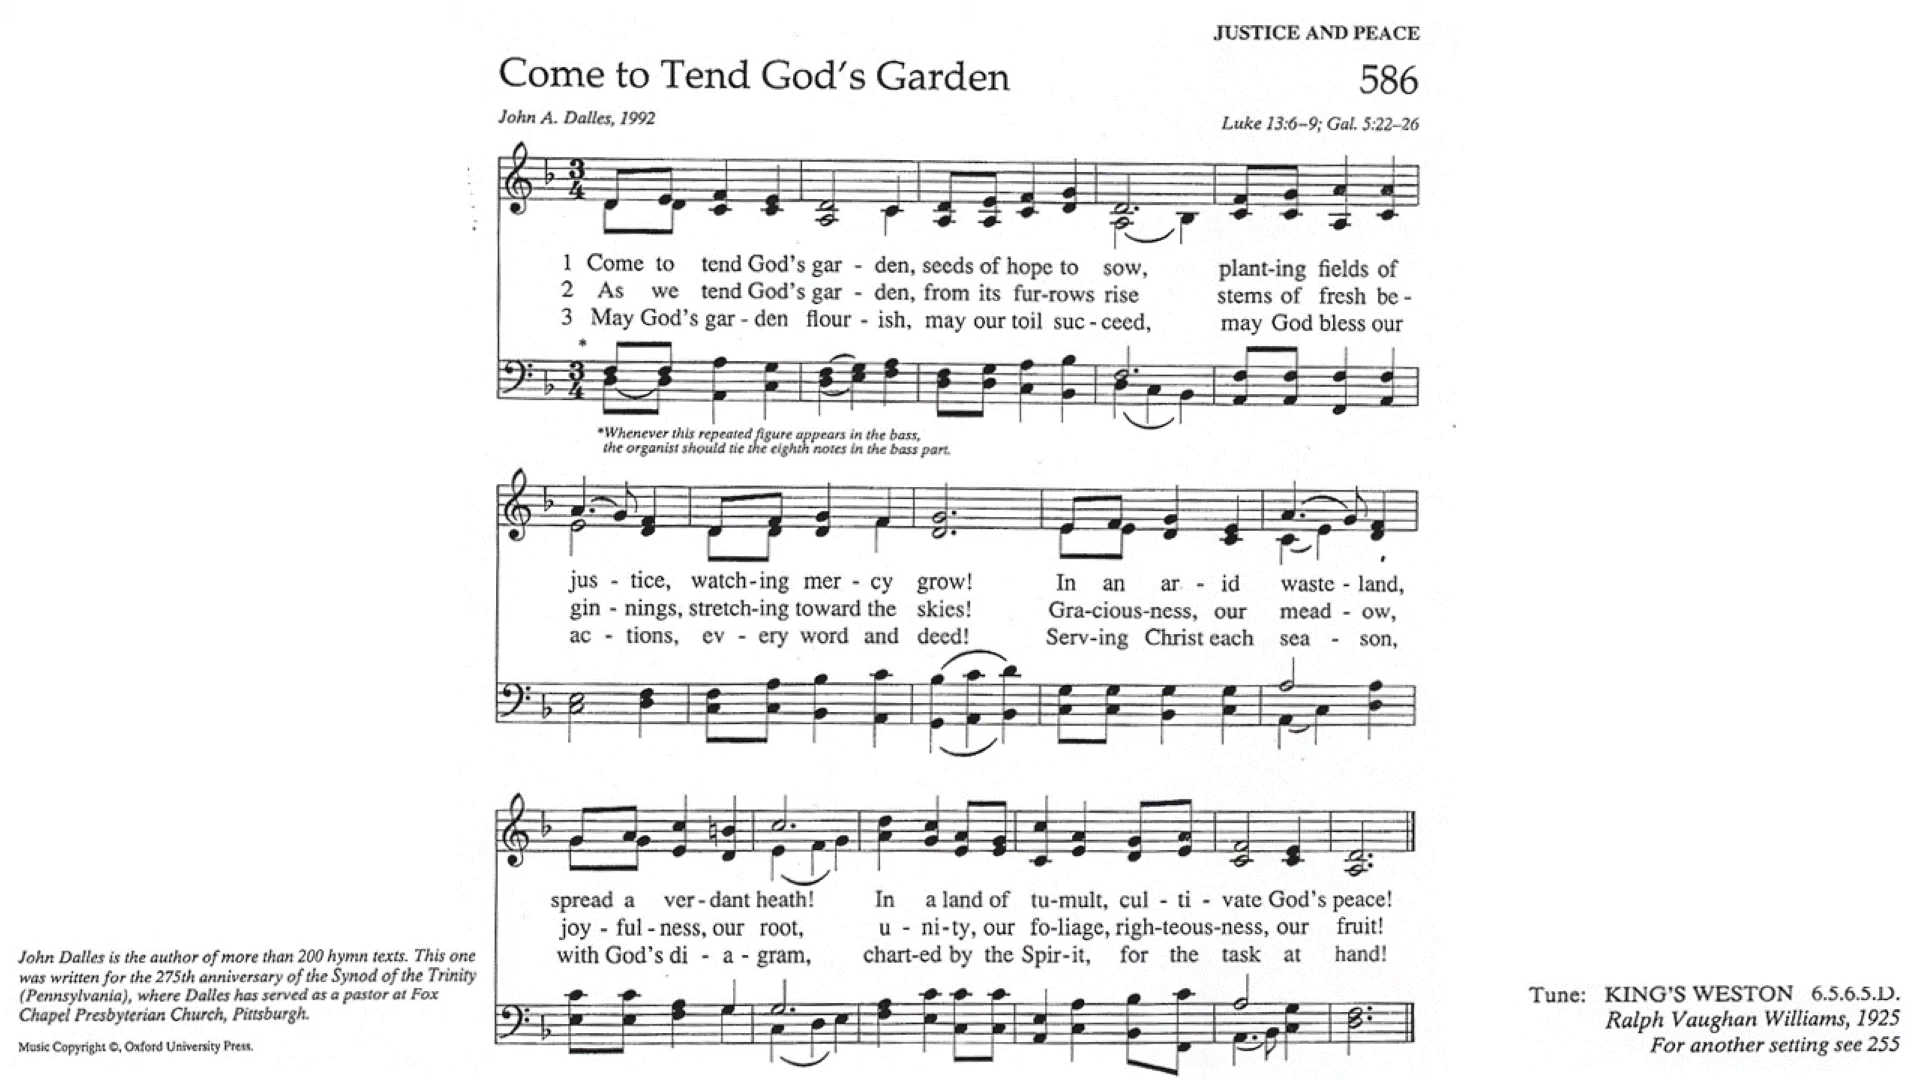 JUSTICE AND PEACE
Come to Tend God's Garden
586
John A. Dalles, 1992
Luke 13:6–9; Gal. 5:22–26
1 Come to tend God's gar - den, seeds of hope to sow, plant-ing fields of
2 As we tend God's gar - den, from its fur-rows rise stems of fresh be -
3 May God's gar - den flour - ish, may our toil suc - ceed, may God bless our
*
*Whenever this repeated figure appears in the bass,
the organist should tie the eighth notes in the bass part.
jus - tice, watch-ing mer - cy grow! In an ar - id waste - land,
gin - nings, stretch-ing toward the skies! Gra-cious-ness, our mead - ow,
ac - tions, ev - ery word and deed! Serv-ing Christ each sea - son,
spread a ver - dant heath! In a land of tu-mult, cul - ti - vate God's peace!
joy - ful - ness, our root, u - ni-ty, our fo-liage, righ-teous-ness, our fruit!
with God's di - a - gram, chart-ed by the Spir-it, for the task at hand!
John Dalles is the author of more than 200 hymn texts. This one
was written for the 275th anniversary of the Synod of the Trinity
(Pennsylvania), where Dalles has served as a pastor at Fox
Chapel Presbyterian Church, Pittsburgh.
Music Copyright ©, Oxford University Press.
Tune: KING'S WESTON 6.5.6.5.D.
Ralph Vaughan Williams, 1925
For another setting see 255